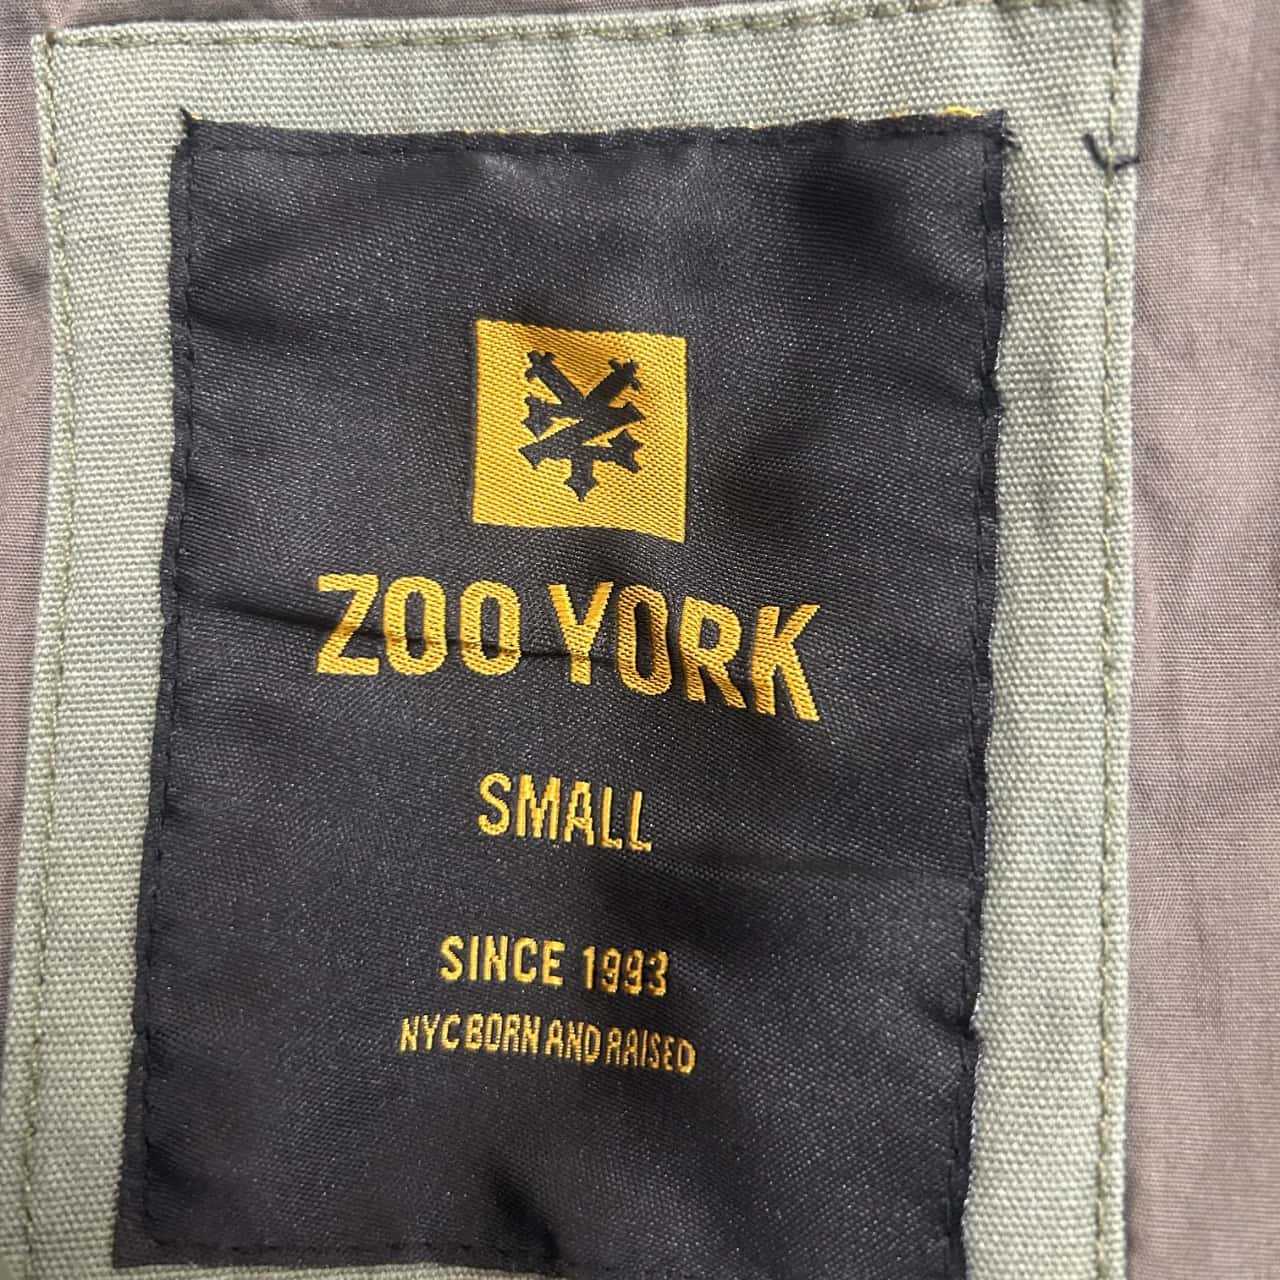 ZOO YORK
SMALL
SINCE 1993
NYC BORN AND RAISED